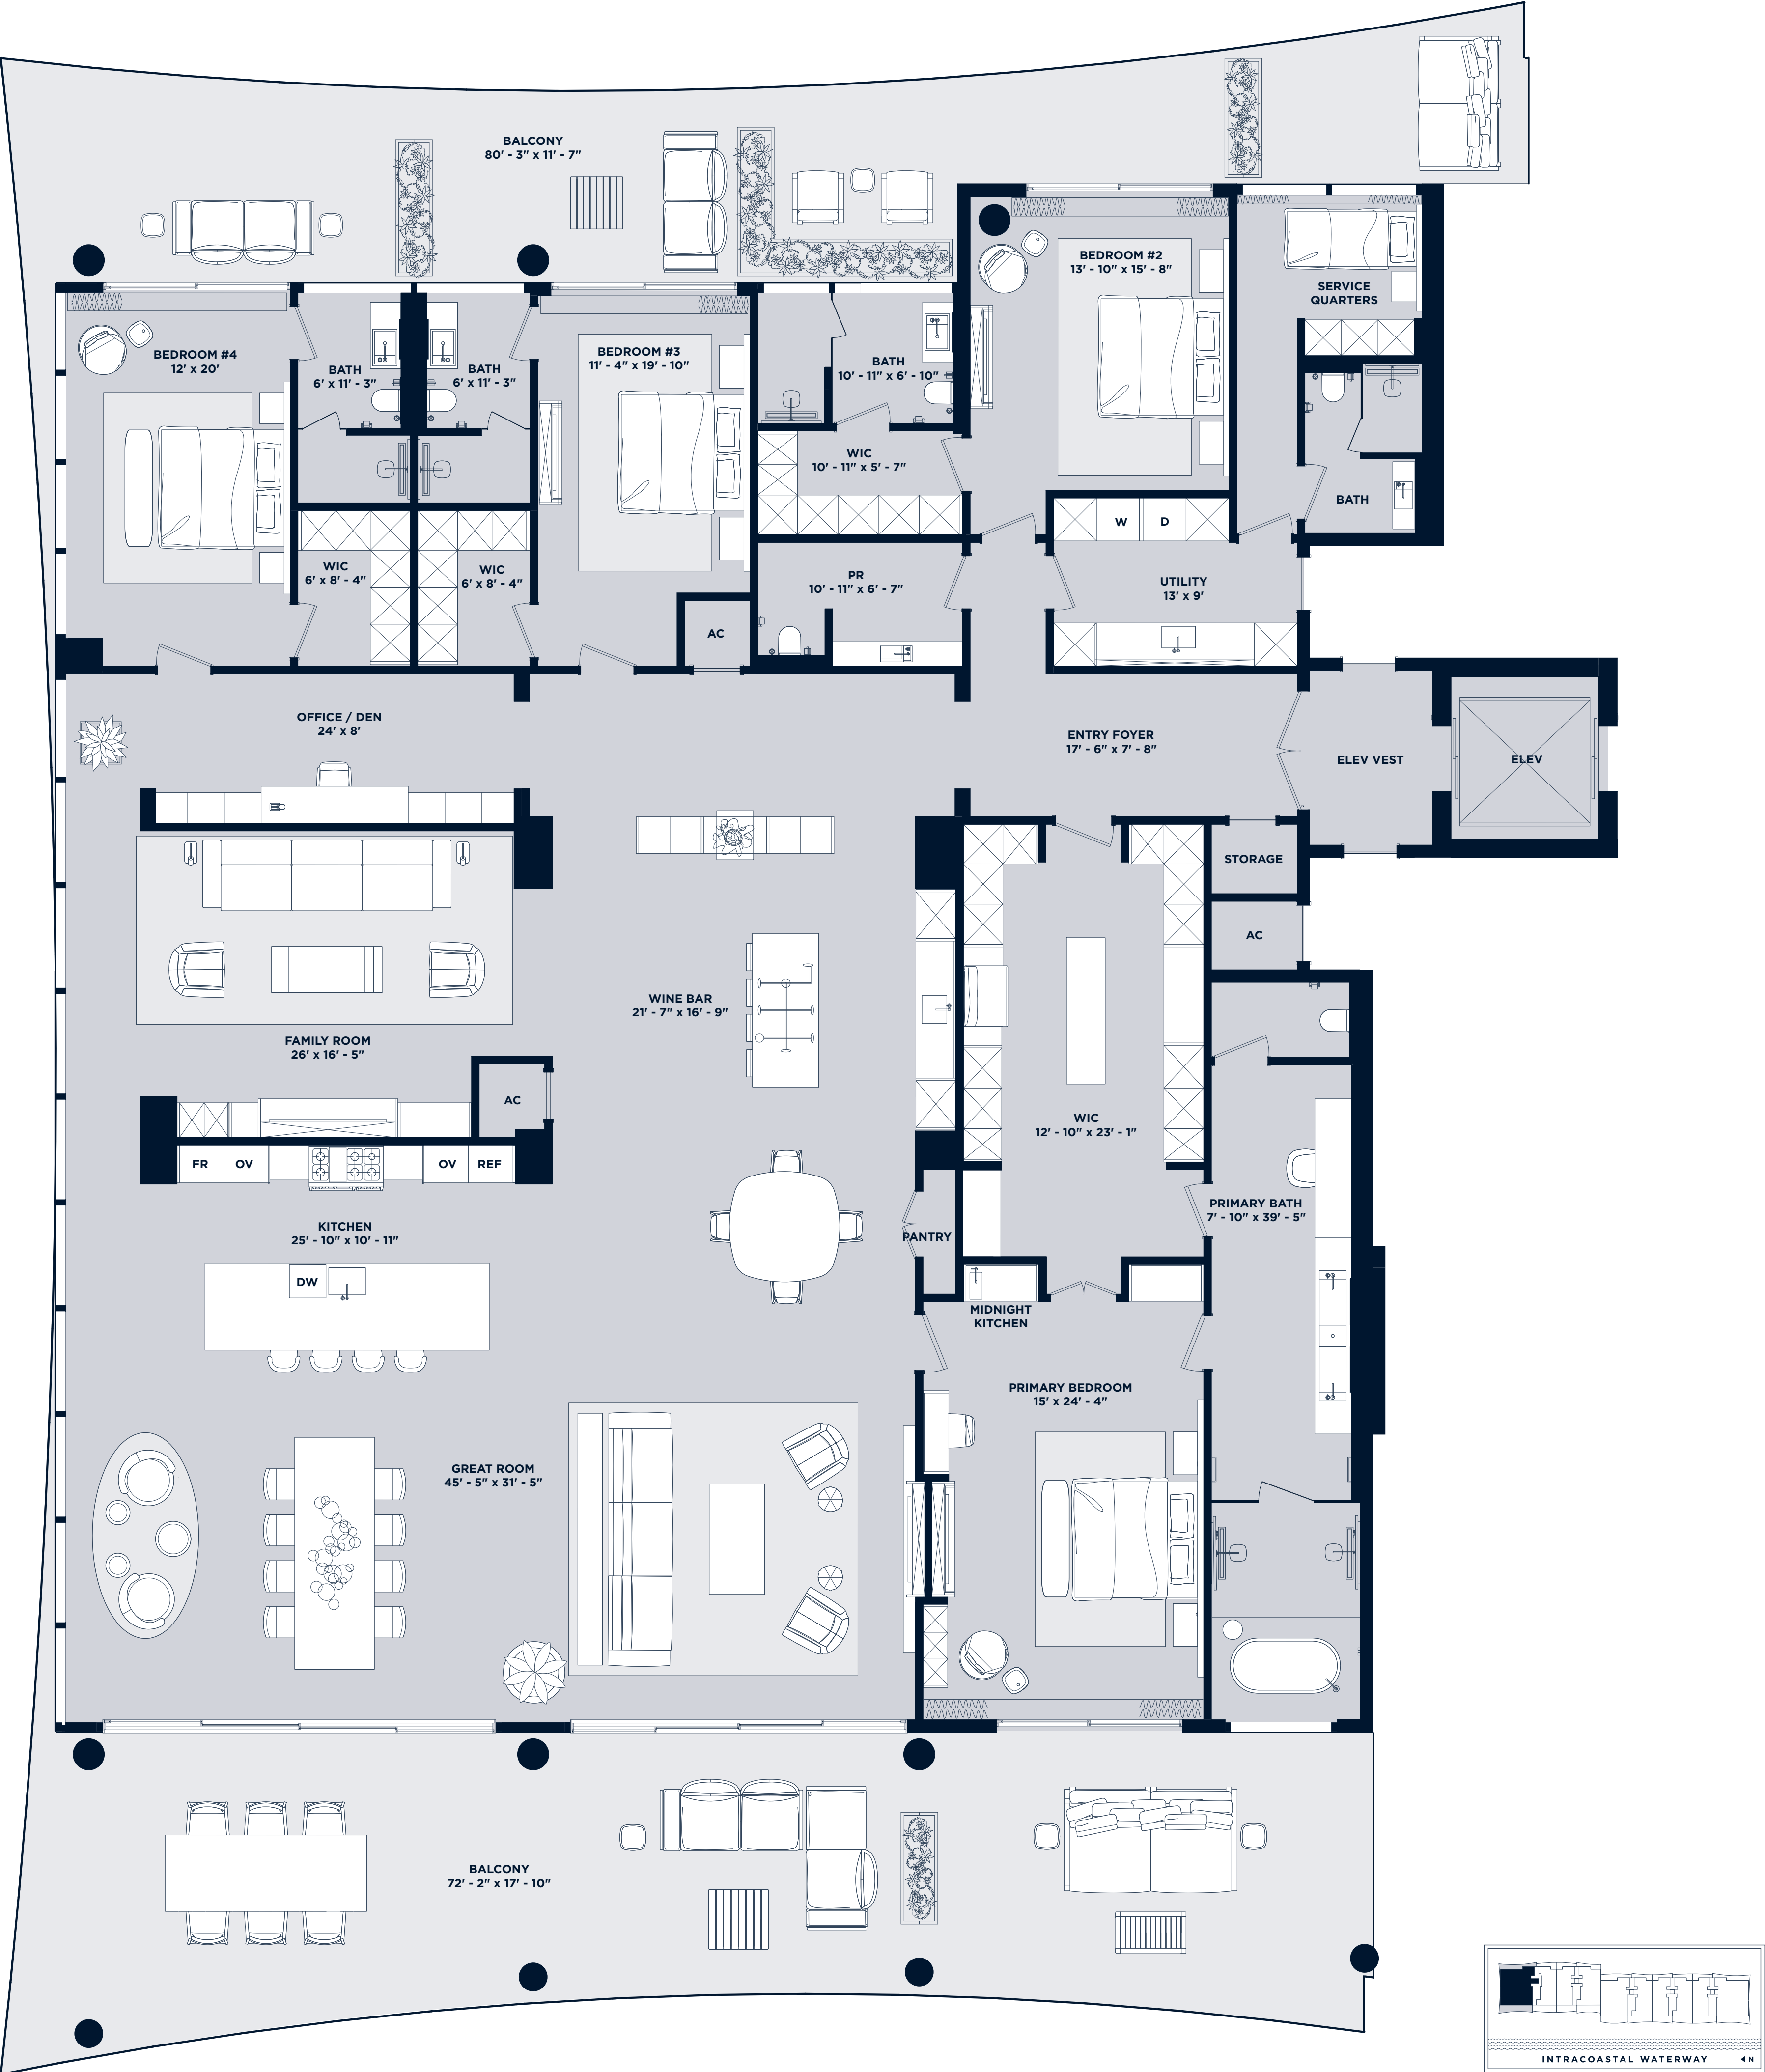 BALCONY
80' - 3" x 11' - 7"
BEDROOM #2
13' - 10" x 15' - 8"
SERVICE
QUARTERS
BEDROOM #4
12' x 20'
BATH
6' x 11' - 3"
BATH
6' x 11' - 3"
BEDROOM #3
11' - 4" x 19' - 10"
BATH
10' - 11" x 6' - 10"
WIC
10' - 11" x 5' - 7"
BATH
W
D
WIC
6' x 8' - 4"
WIC
6' x 8' - 4"
PR
10' - 11" x 6' - 7"
UTILITY
13' x 9'
AC
OFFICE / DEN
24' x 8'
ENTRY FOYER
17' - 6" x 7' - 8"
ELEV VEST
ELEV
STORAGE
AC
WINE BAR
21' - 7" x 16' - 9"
FAMILY ROOM
26' x 16' - 5"
AC
WIC
12' - 10" x 23' - 1"
FR
OV
OV
REF
PRIMARY BATH
7' - 10" x 39' - 5"
KITCHEN
25' - 10" x 10' - 11"
PANTRY
DW
MIDNIGHT
KITCHEN
PRIMARY BEDROOM
15' x 24' - 4"
GREAT ROOM
45' - 5" x 31' - 5"
BALCONY
72' - 2" x 17' - 10"
INTRACOASTAL WATERWAY
N